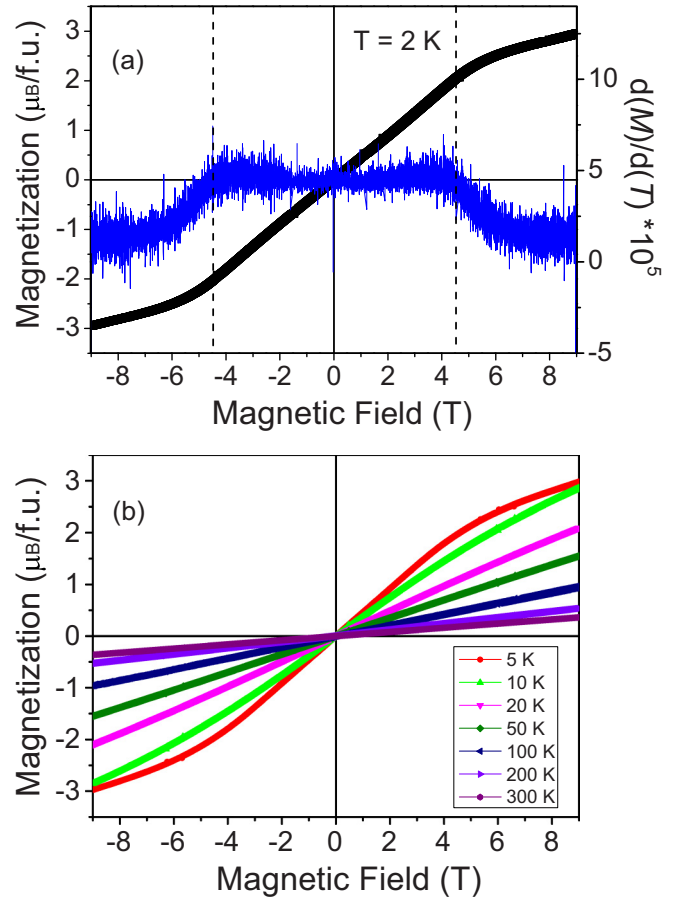 (a)
T = 2 K
Magnetization (μB/f.u.)
3
2
1
0
-1
-2
-3
10
5
0
-5
d(M)/d(T) *10⁵
-8 -6 -4 -2 0 2 4 6 8
Magnetic Field (T)
(b)
Magnetization (μB/f.u.)
3
2
1
0
-1
-2
-3
5 K
10 K
20 K
50 K
100 K
200 K
300 K
-8 -6 -4 -2 0 2 4 6 8
Magnetic Field (T)